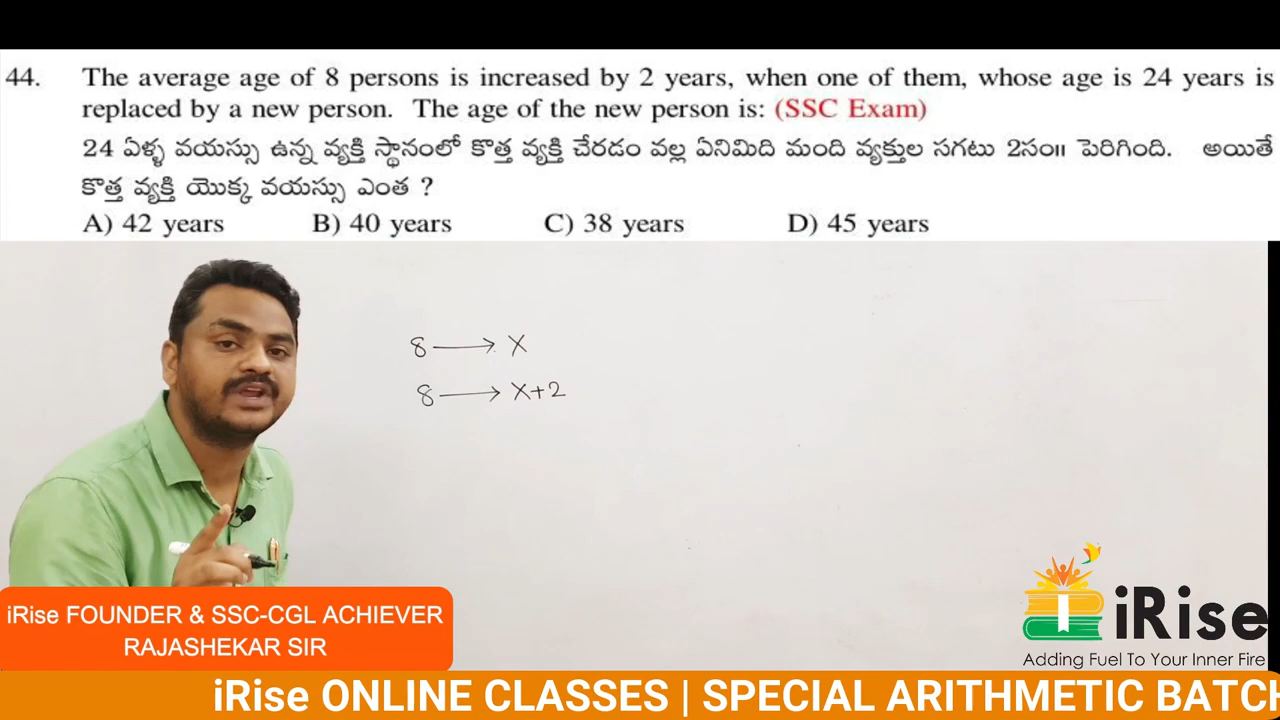 44. The average age of 8 persons is increased by 2 years, when one of them, whose age is 24 years is
replaced by a new person. The age of the new person is: (SSC Exam)
24 ఏళ్ళ వయస్సు ఉన్న వ్యక్తి స్థానంలో కొత్త వ్యక్తి చేరడం వల్ల ఏనిమిది మంది వ్యక్తుల సగటు 2సం॥ పెరిగింది. అయితే
కొత్త వ్యక్తి యొక్క వయస్సు ఎంత ?
A) 42 years B) 40 years C) 38 years D) 45 years
8 → X
8 → X+2
iRise FOUNDER & SSC-CGL ACHIEVER
RAJASHEKAR SIR
iRise
Adding Fuel To Your Inner Fire
iRise ONLINE CLASSES | SPECIAL ARITHMETIC BATCH